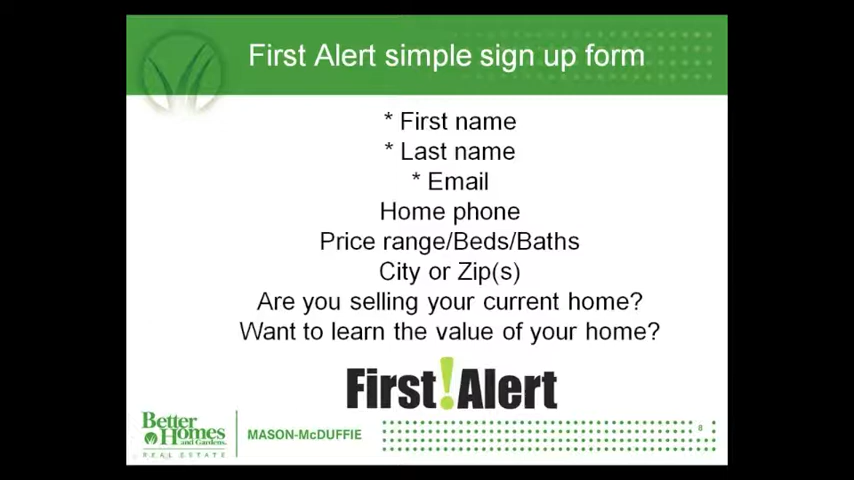 First Alert simple sign up form
* First name
* Last name
* Email
Home phone
Price range/Beds/Baths
City or Zip(s)
Are you selling your current home?
Want to learn the value of your home?
First!Alert
Better
Homes
and Gardens
REAL ESTATE
MASON-McDUFFIE
8